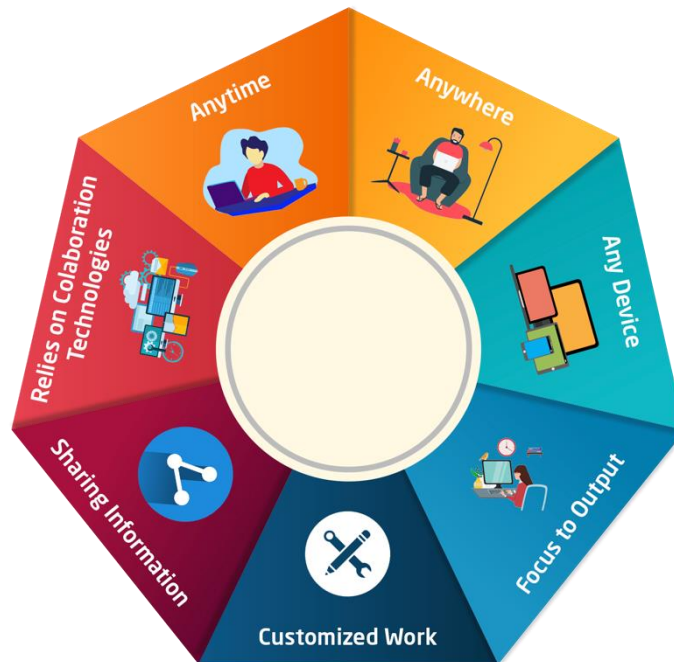 Anytime
Anywhere
Any Device
Focus to Output
Customized Work
Sharing Information
Relies on Colaboration
Technologies